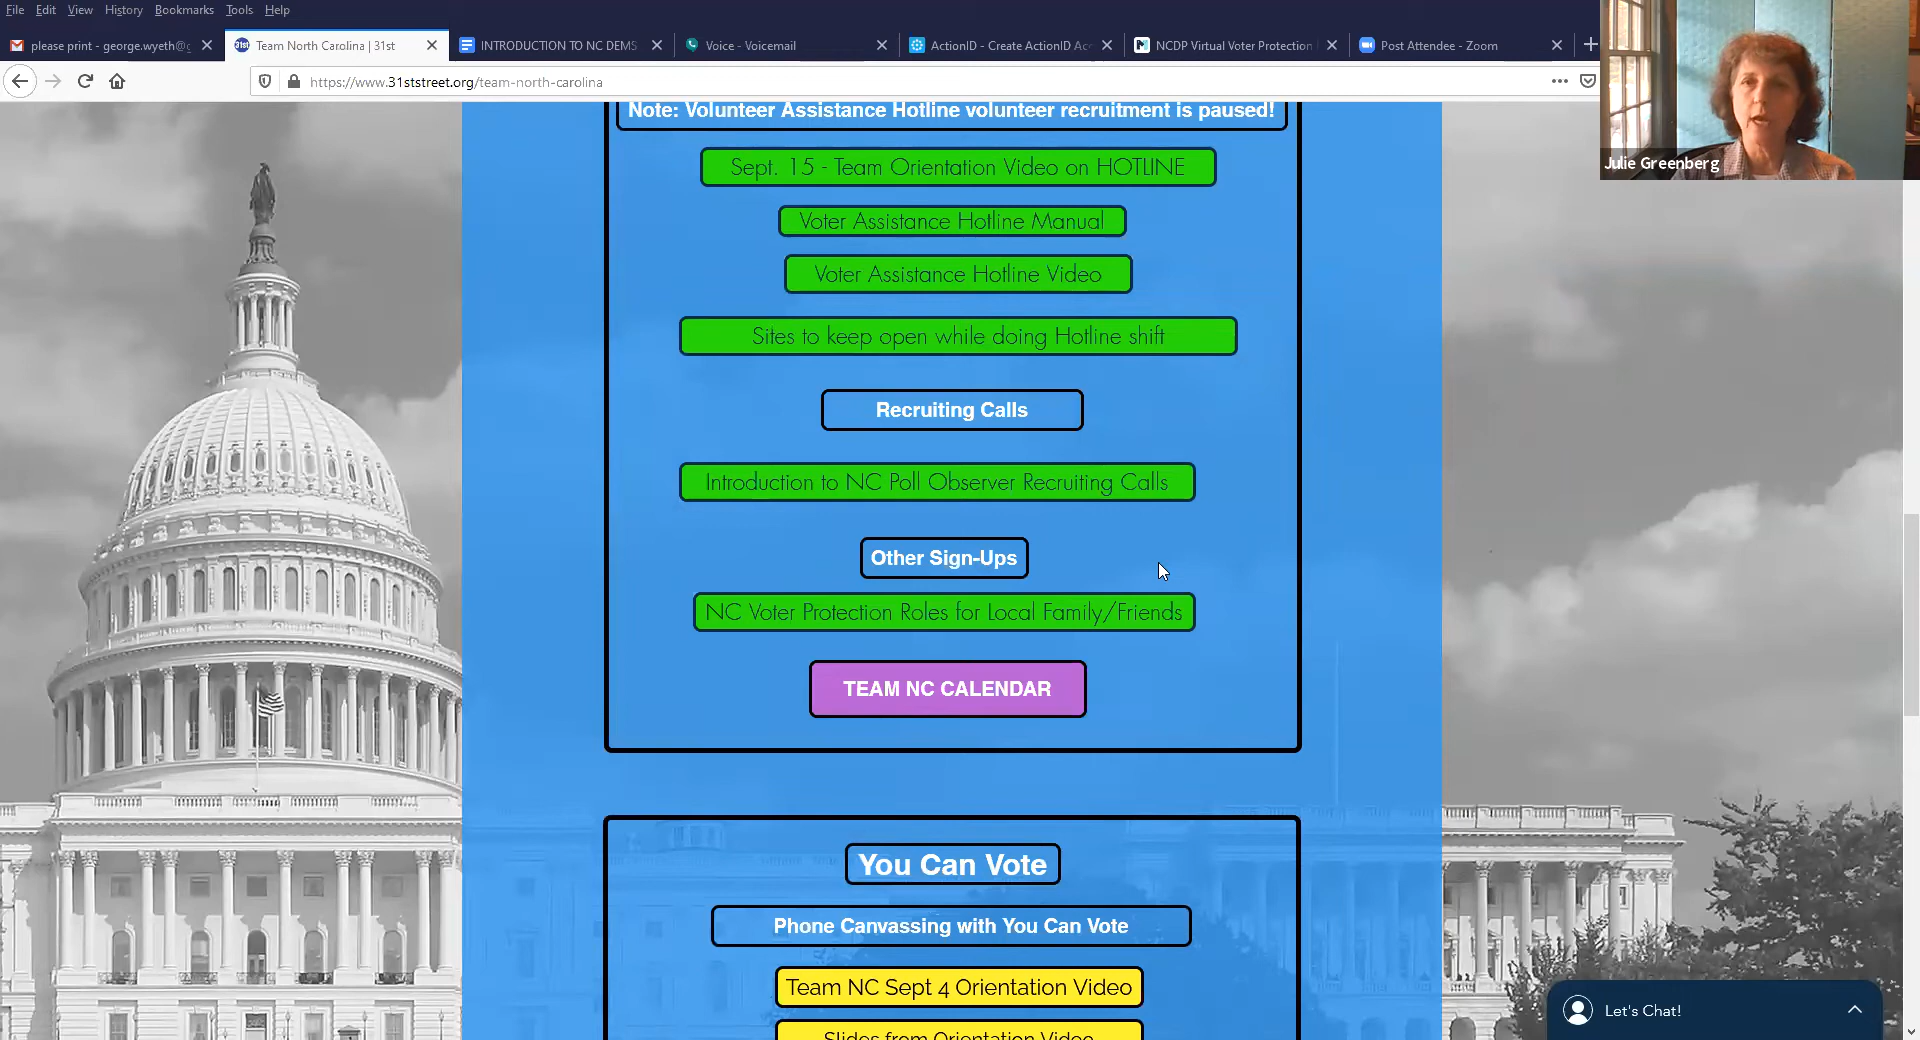 File Edit View History Bookmarks Tools Help
please print - george.wyeth@g
Team North Carolina | 31st
INTRODUCTION TO NC DEMS
Voice - Voicemail
ActionID - Create ActionID Acc
NCDP Virtual Voter Protection
Post Attendee - Zoom
https://www.31ststreet.org/team-north-carolina
Julie Greenberg
Note: Volunteer Assistance Hotline volunteer recruitment is paused!
Sept. 15 - Team Orientation Video on HOTLINE
Voter Assistance Hotline Manual
Voter Assistance Hotline Video
Sites to keep open while doing Hotline shift
Recruiting Calls
Introduction to NC Poll Observer Recruiting Calls
Other Sign-Ups
NC Voter Protection Roles for Local Family/Friends
TEAM NC CALENDAR
You Can Vote
Phone Canvassing with You Can Vote
Team NC Sept 4 Orientation Video
Slides from Orientation Video
Let's Chat!